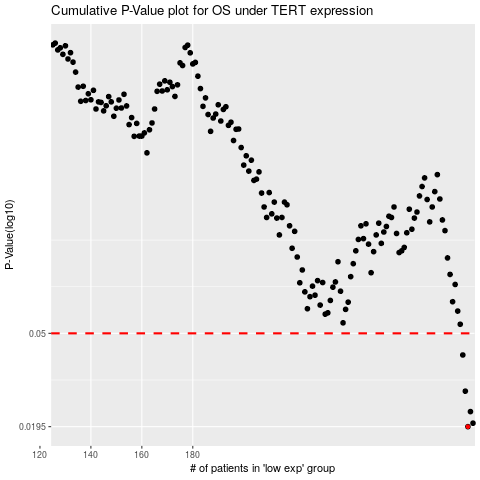 Cumulative P-Value plot for OS under TERT expression
P-Value(log10)
0.05
0.0195
120 140 160 180
# of patients in 'low exp' group